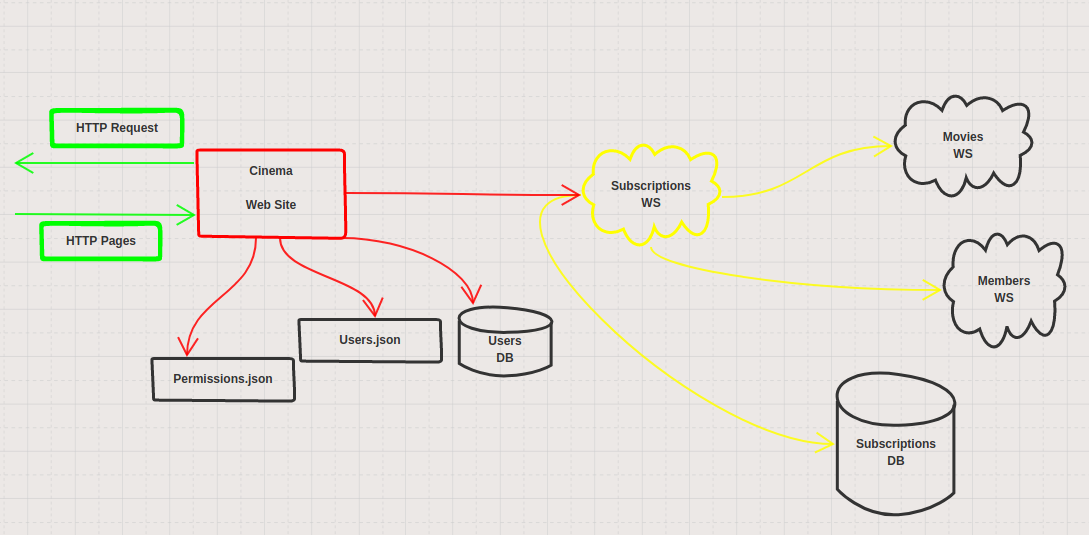 HTTP Request
HTTP Pages
Cinema
Web Site
Permissions.json
Users.json
Users
DB
Subscriptions
WS
Movies
WS
Members
WS
Subscriptions
DB